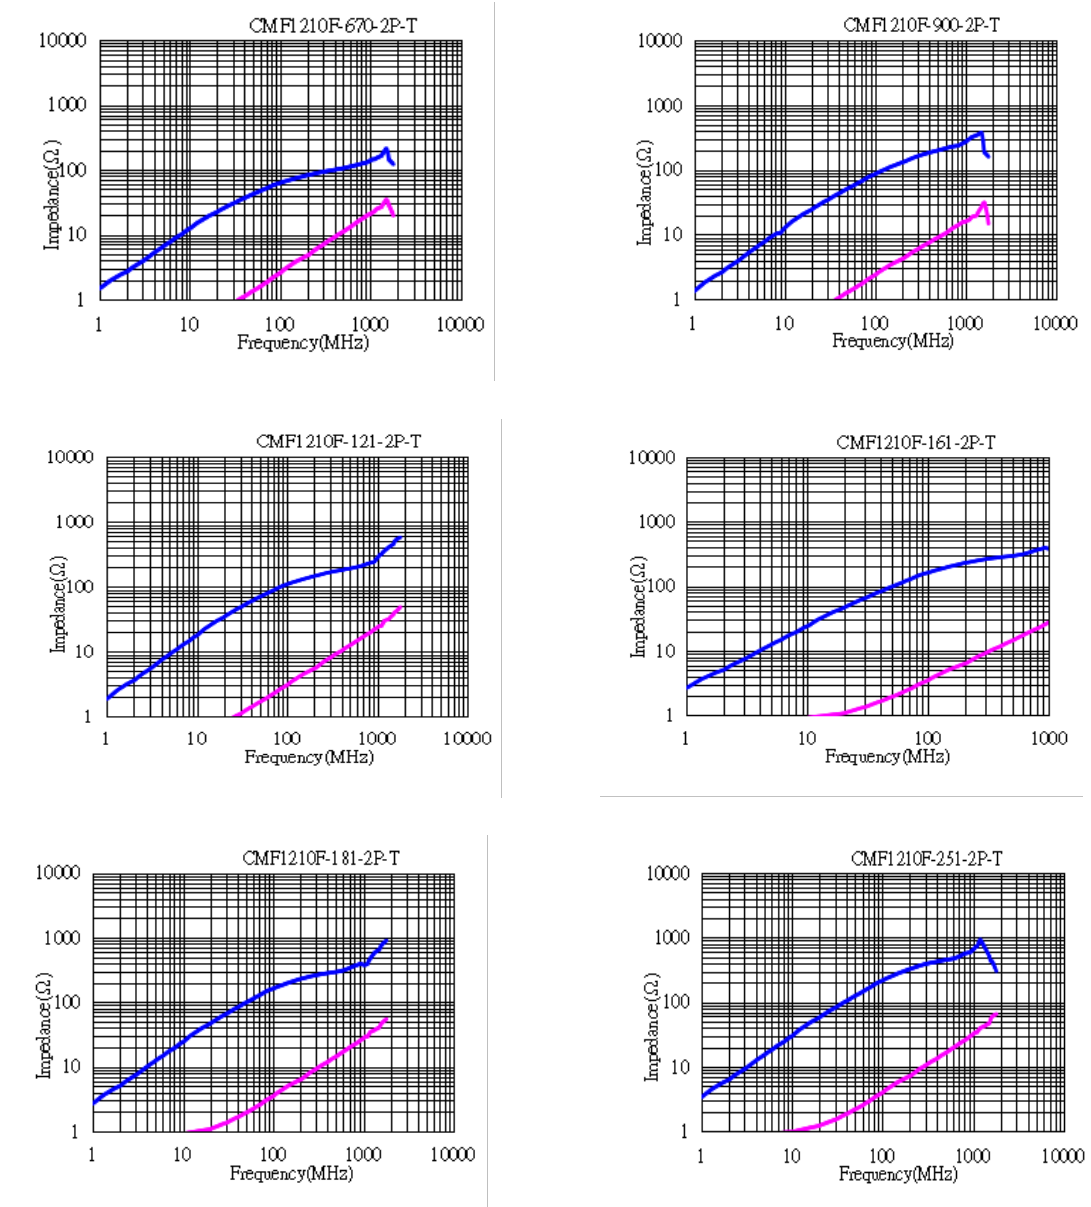 CMF1210F-670-2P-T
10000
1000
100
10
1
Impedance(Ω)
1 10 100 1000 10000
Frequency(MHz)
CMF1210F-900-2P-T
10000
1000
100
10
1
Impedance(Ω)
1 10 100 1000 10000
Frequency(MHz)
CMF1210F-121-2P-T
10000
1000
100
10
1
Impedance(Ω)
1 10 100 1000 10000
Frequency(MHz)
CMF1210F-161-2P-T
10000
1000
100
10
1
Impedance(Ω)
1 10 100 1000
Frequency(MHz)
CMF1210F-181-2P-T
10000
1000
100
10
1
Impedance(Ω)
1 10 100 1000 10000
Frequency(MHz)
CMF1210F-251-2P-T
10000
1000
100
10
1
Impedance(Ω)
1 10 100 1000 10000
Frequency(MHz)